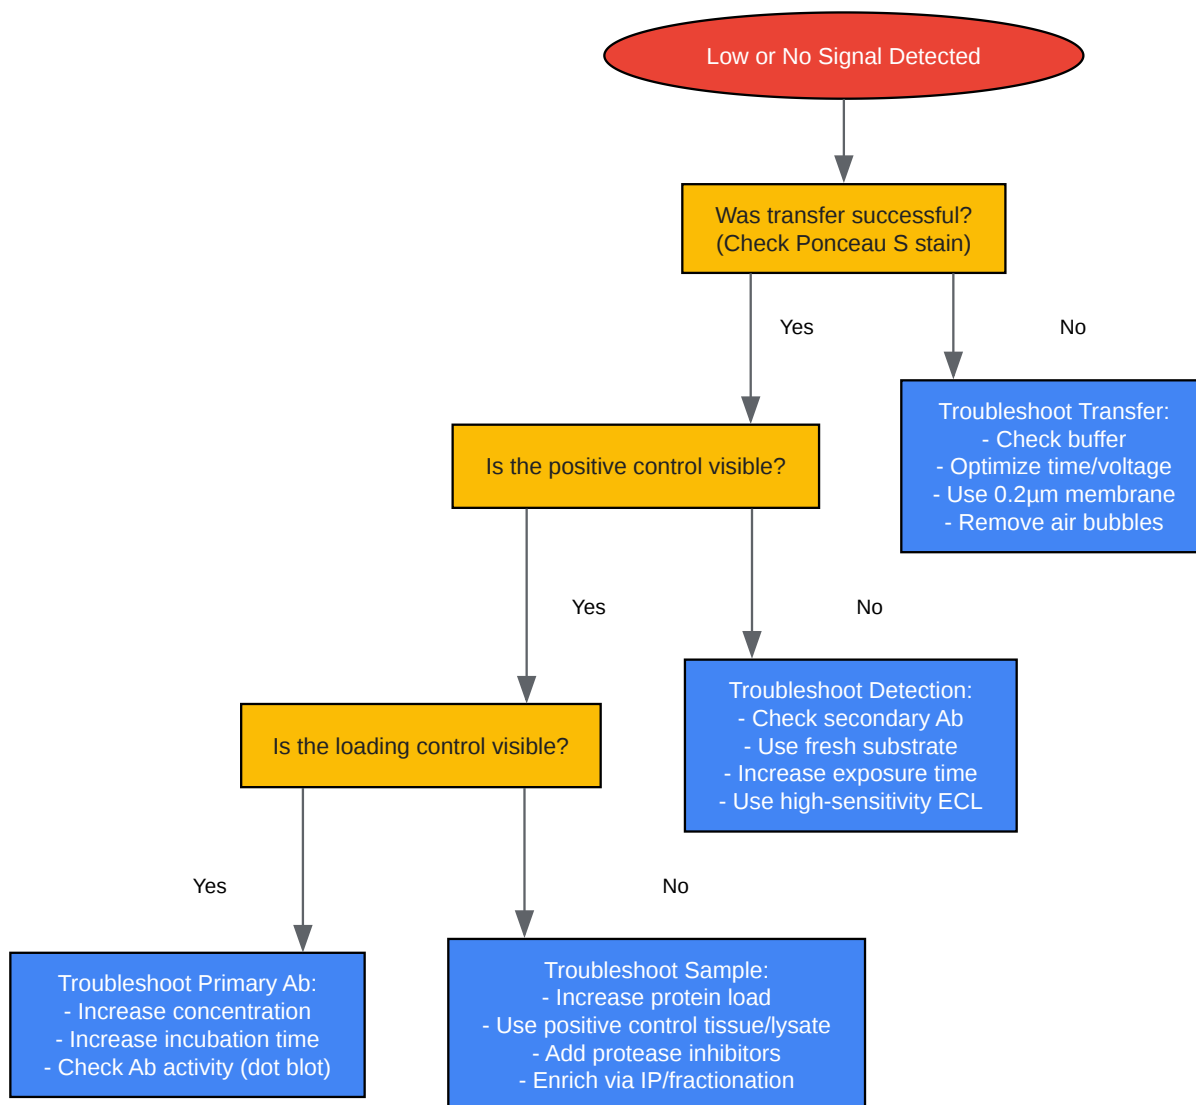 Low or No Signal Detected
Was transfer successful?
(Check Ponceau S stain)
Yes
No
Troubleshoot Transfer:
- Check buffer
- Optimize time/voltage
- Use 0.2µm membrane
- Remove air bubbles
Is the positive control visible?
Yes
No
Troubleshoot Detection:
- Check secondary Ab
- Use fresh substrate
- Increase exposure time
- Use high-sensitivity ECL
Is the loading control visible?
Yes
No
Troubleshoot Primary Ab:
- Increase concentration
- Increase incubation time
- Check Ab activity (dot blot)
Troubleshoot Sample:
- Increase protein load
- Use positive control tissue/lysate
- Add protease inhibitors
- Enrich via IP/fractionation